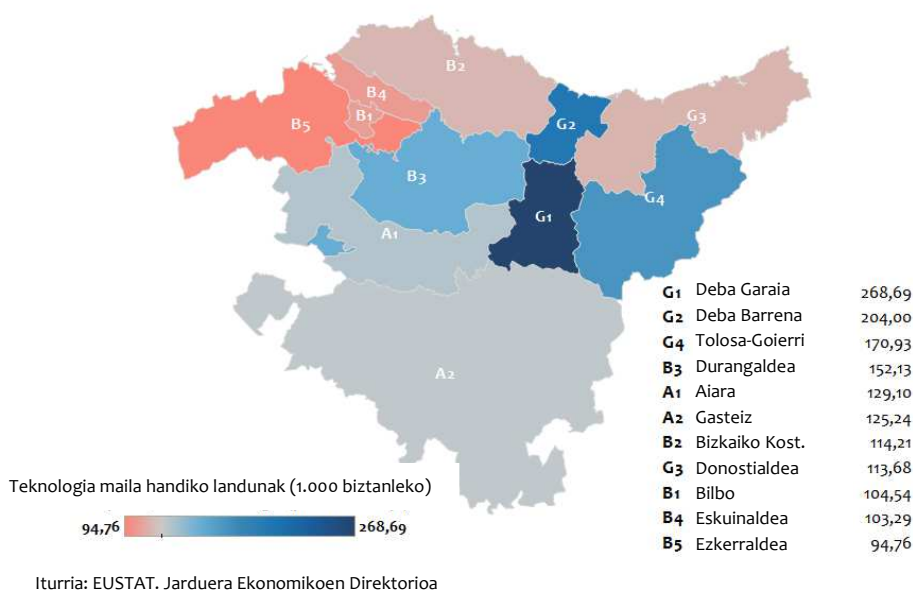 B2
B4
B1
B5
G2
G3
B3
G4
G1
A1
A2
G1 Deba Garaia 268,69
G2 Deba Barrena 204,00
G4 Tolosa-Goierri 170,93
B3 Durangaldea 152,13
A1 Aiara 129,10
A2 Gasteiz 125,24
B2 Bizkaiko Kost. 114,21
G3 Donostialdea 113,68
B1 Bilbo 104,54
B4 Eskuinaldea 103,29
B5 Ezkerraldea 94,76
Teknologia maila handiko landunak (1.000 biztanleko)
94,76 268,69
Iturria: EUSTAT. Jarduera Ekonomikoen Direktorioa